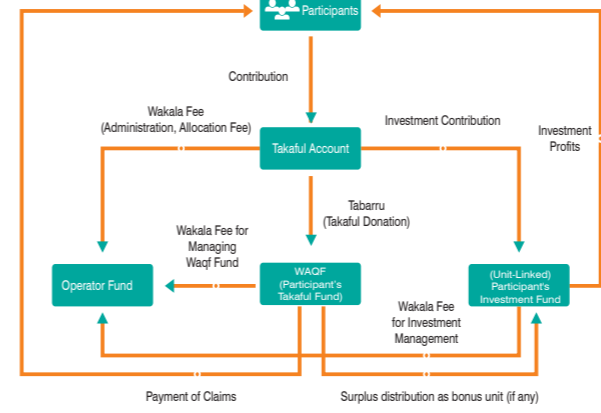 Participants
Contribution
Wakala Fee
(Administration, Allocation Fee)
Investment Contribution
Investment
Profits
Takaful Account
Tabarru
(Takaful Donation)
Wakala Fee for
Managing
Waqf Fund
Operator Fund
WAQF
(Participant's
Takaful Fund)
(Unit-Linked)
Participant's
Investment Fund
Wakala Fee
for Investment
Management
Payment of Claims
Surplus distribution as bonus unit (if any)